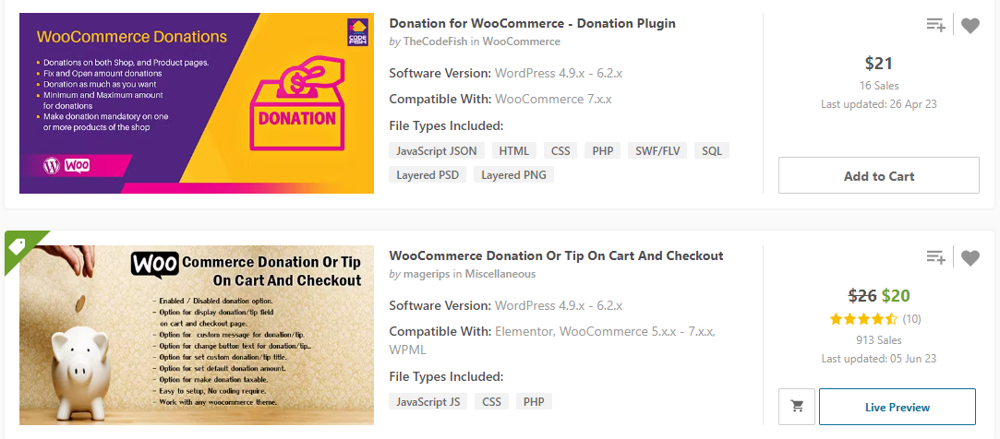 WooCommerce Donations
CODE
FISH
Donations on both Shop, and Product pages.
Fix and Open amount donations
Donation as much as you want
Minimum and Maximum amount
for donations
Make donation mandatory on one
or more products of the shop
DONATION
WOO
Donation for WooCommerce - Donation Plugin
by TheCodeFish in WooCommerce
Software Version: WordPress 4.9.x - 6.2.x
Compatible With: WooCommerce 7.x.x
File Types Included:
JavaScript JSON HTML CSS PHP SWF/FLV SQL
Layered PSD Layered PNG
$21
16 Sales
Last updated: 26 Apr 23
Add to Cart
WOO Commerce Donation Or Tip
On Cart And Checkout
- Enabled / Disabled donation option.
- Option for display donation/tip field
on cart and checkout page.
- Option for custom message for donation/tip.
- Option for change button text for donation/tip..
- Option for set custom donation/tip title.
- Option for set default donation amount.
- Option for make donation taxable.
- Easy to setup, No coding require.
- Work with any woocommerce theme.
WooCommerce Donation Or Tip On Cart And Checkout
by magerips in Miscellaneous
Software Version: WordPress 4.9.x - 6.2.x
Compatible With: Elementor, WooCommerce 5.x.x - 7.x.x,
WPML
File Types Included:
JavaScript JS CSS PHP
$26 $20
(10)
913 Sales
Last updated: 05 Jun 23
Live Preview